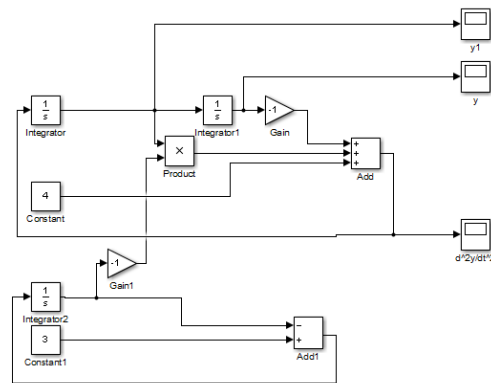 y1
y
1
s
Integrator
1
s
Integrator1
-1
Gain
×
Product
+
+
+
Add
4
Constant
d^2y/dt^2
-1
Gain1
1
s
Integrator2
3
Constant1
−
+
Add1